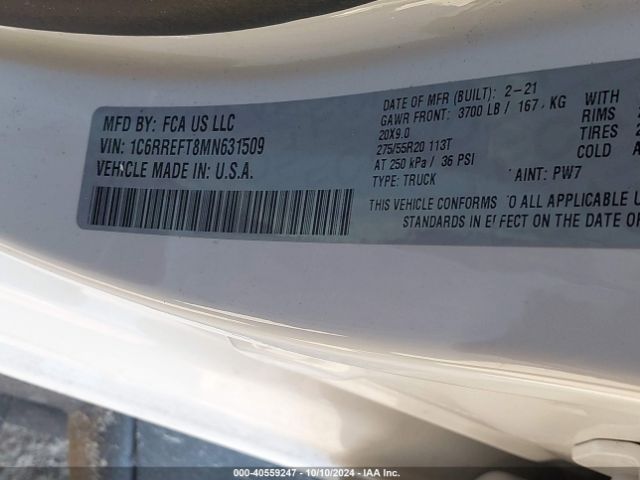 MFD BY: FCA US LLC
VIN: 1C6RREFT8MN631509
VEHICLE MADE IN: U.S.A.
DATE OF MFR (BUILT): 2-21
GAWR FRONT: 3700 LB / 167 KG WITH
20X9.0 RIMS
275/55R20 113T TIRES
AT 250 kPa / 36 PSI COLD
TYPE: TRUCK AINT: PW7
THIS VEHICLE CONFORMS O ALL APPLICABLE
STANDARDS IN EFFECT ON THE DATE OF
000-40559247 - 10/10/2024 - IAA Inc.